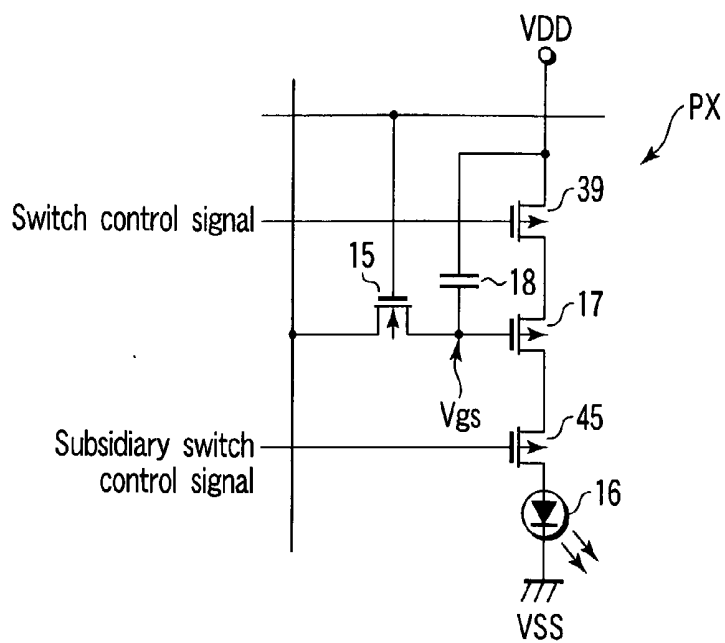 VDD
PX
39
Switch control signal
15
18
17
Vgs
45
Subsidiary switch
control signal
16
VSS